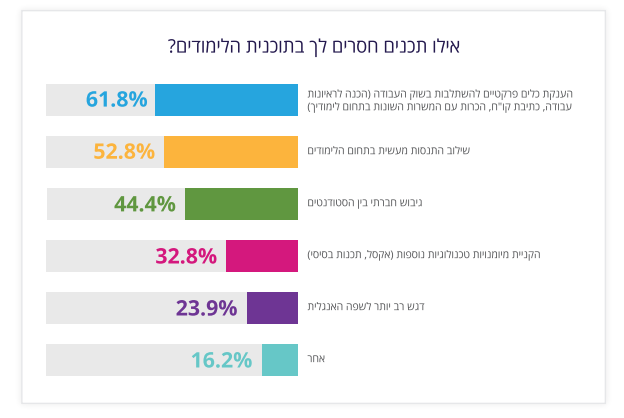 אילו תכנים חסרים לך בתוכנית הלימודים?
הענקת כלים פרקטיים להשתלבות בשוק העבודה (הכנה לראיונות
עבודה, כתיבת קו"ח, הכרות עם המשרות השונות בתחום לימודיך)
61.8%
שילוב התנסות מעשית בתחום הלימודים
52.8%
גיבוש חברתי בין הסטודנטים
44.4%
הקניית מיומנויות טכנולוגיות נוספות (אקסל, תכנות בסיסי)
32.8%
דגש רב יותר לשפה האנגלית
23.9%
אחר
16.2%